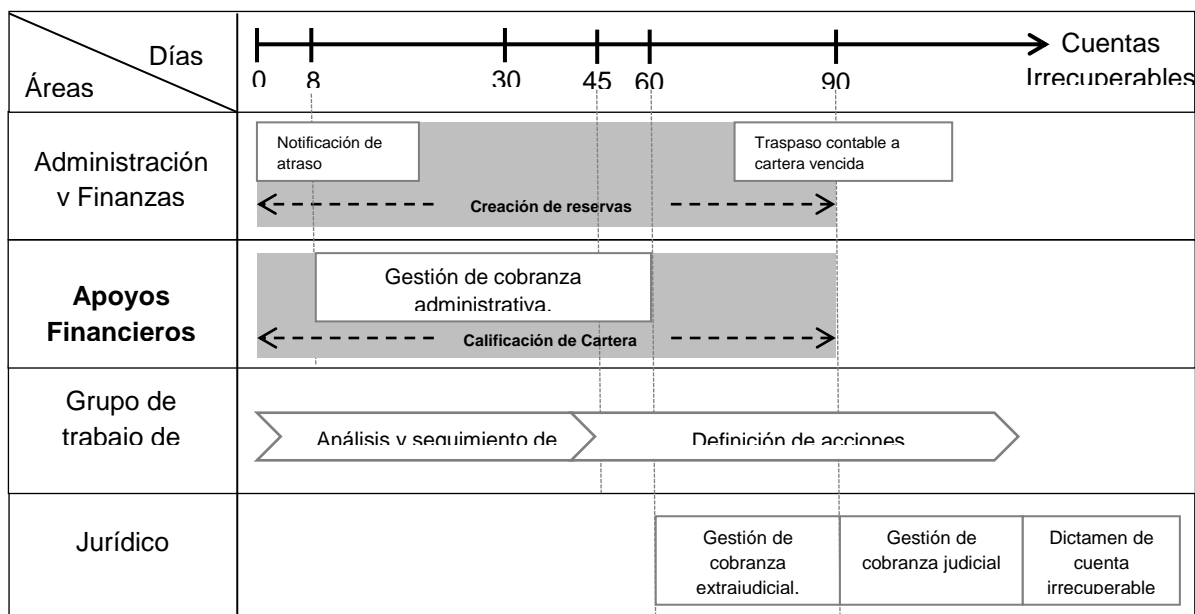 Días
Áreas
0 8 30 45 60 90
Cuentas
Irrecuperables
Administración
y Finanzas
Notificación de
atraso
Traspaso contable a
cartera vencida
Creación de reservas
Apoyos
Financieros
Gestión de cobranza
administrativa.
Calificación de Cartera
Grupo de
trabajo de
Análisis y seguimiento de
Definición de acciones
Jurídico
Gestión de
cobranza
extrajudicial.
Gestión de
cobranza judicial
Dictamen de
cuenta
irrecuperable